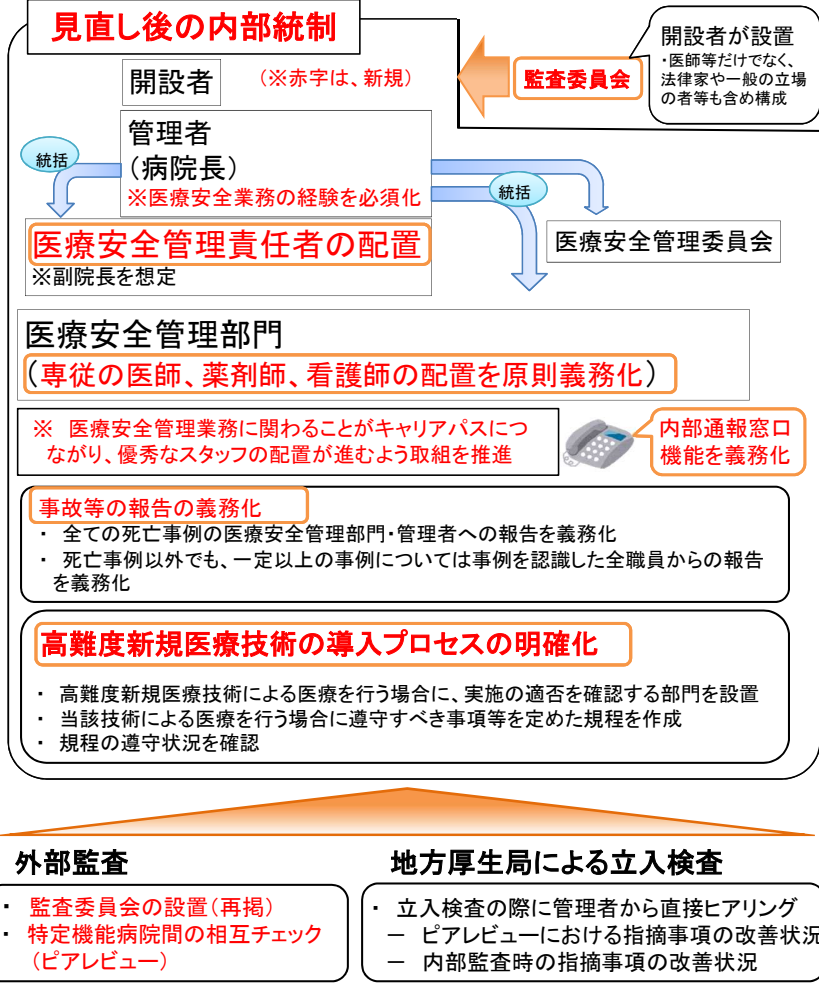 見直し後の内部統制
開設者が設置
・医師等だけでなく、
法律家や一般の立場
の者等も含め構成
監査委員会
開設者
(※赤字は、新規)
管理者
(病院長)
※医療安全業務の経験を必須化
統括
統括
医療安全管理責任者の配置
※副院長を想定
医療安全管理委員会
医療安全管理部門
(専従の医師、薬剤師、看護師の配置を原則義務化)
※ 医療安全管理業務に関わることがキャリアパスにつ
ながり、優秀なスタッフの配置が進むよう取組を推進
内部通報窓口
機能を義務化
事故等の報告の義務化
・ 全ての死亡事例の医療安全管理部門・管理者への報告を義務化
・ 死亡事例以外でも、一定以上の事例については事例を認識した全職員からの報告
を義務化
高難度新規医療技術の導入プロセスの明確化
・ 高難度新規医療技術による医療を行う場合に、実施の適否を確認する部門を設置
・ 当該技術による医療を行う場合に遵守すべき事項等を定めた規程を作成
・ 規程の遵守状況を確認
外部監査
・ 監査委員会の設置(再掲)
・ 特定機能病院間の相互チェック
(ピアレビュー)
地方厚生局による立入検査
・ 立入検査の際に管理者から直接ヒアリング
― ピアレビューにおける指摘事項の改善状況
― 内部監査時の指摘事項の改善状況